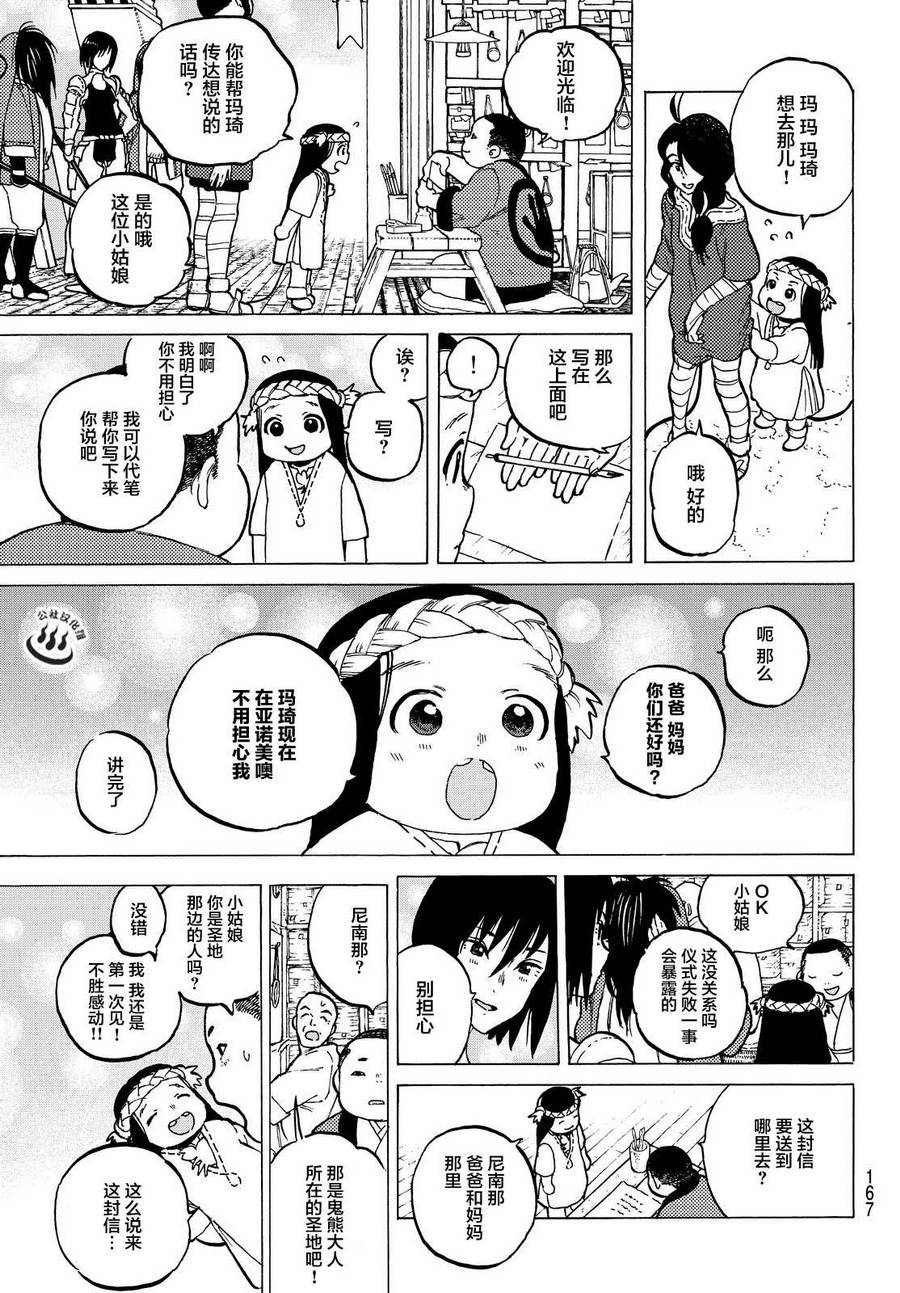 玛 玛 玛琦
想去那儿！
哦 好的
欢迎光临！
你能帮玛琦
传达想说的
话吗？
是的哦
这位小姑娘
那么
写在
这上面吧
！
诶？
写？
啊啊
我明白了
你不用担心
我可以代笔
帮你写下来
你说吧
呃 那么
爸爸 妈妈
你们还好吗？
玛琦现在
在亚诺美噢
不用担心我
讲完了
公社汉化组
OK
小姑娘
这没关系吗
仪式失败一事
会暴露的
别担心
这封信
要送到
哪里去？
尼南那
爸爸和妈妈
那里
尼南那？
那是鬼熊大人
所在的圣地吧！
小姑娘
你是圣地
那边的人吗？
没错
我 我还是
第一次见！
不胜感动！！
这么说来
这封信…
167